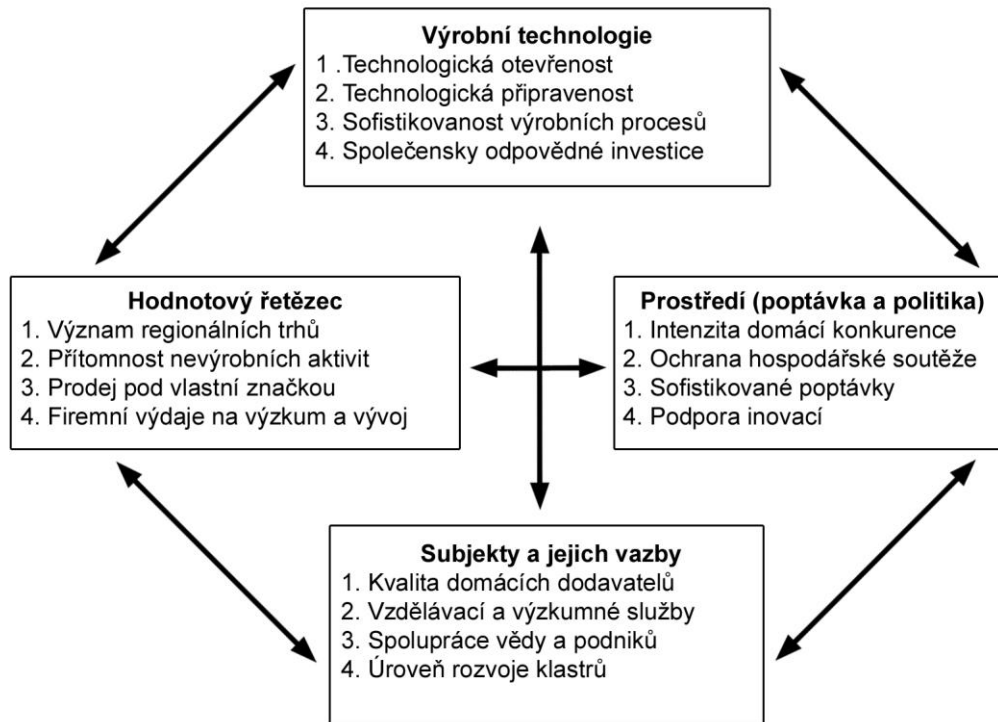 Výrobní technologie
1 .Technologická otevřenost
2. Technologická připravenost
3. Sofistikovanost výrobních procesů
4. Společensky odpovědné investice
Hodnotový řetězec
1. Význam regionálních trhů
2. Přítomnost nevýrobních aktivit
3. Prodej pod vlastní značkou
4. Firemní výdaje na výzkum a vývoj
Prostředí (poptávka a politika)
1. Intenzita domácí konkurence
2. Ochrana hospodářské soutěže
3. Sofistikované poptávky
4. Podpora inovací
Subjekty a jejich vazby
1. Kvalita domácích dodavatelů
2. Vzdělávací a výzkumné služby
3. Spolupráce vědy a podniků
4. Úroveň rozvoje klastrů